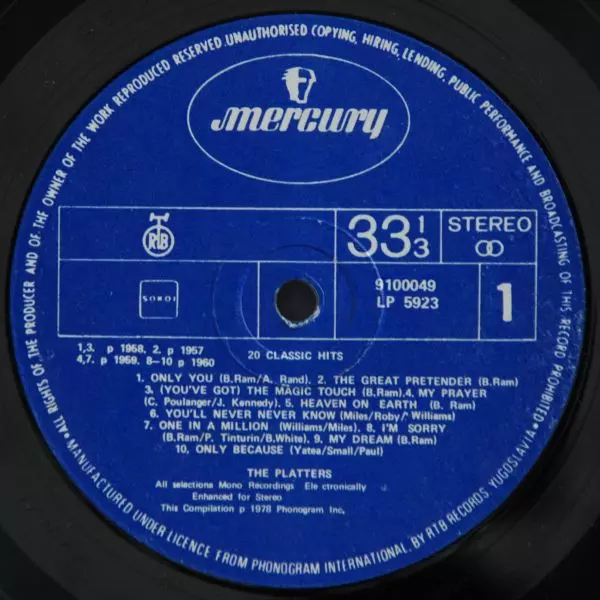 ALL RIGHTS OF THE PRODUCER AND OF THE OWNER OF THE WORK REPRODUCED RESERVED. UNAUTHORISED COPYING, HIRING, LENDING, PUBLIC PERFORMANCE AND BROADCASTING OF THIS RECORD PROHIBITED.
mercury
RTB
33 1/3
STEREO
SOKOJ
9100049
LP 5923
1
1,3. p 1958, 2. p 1957
4,7. p 1959, 8-10 p 1960
20 CLASSIC HITS
1. ONLY YOU (B.Ram/A. Rand). 2. THE GREAT PRETENDER (B.Ram)
3. (YOU'VE GOT) THE MAGIC TOUCH (B.Ram).4. MY PRAYER
(C. Poulanger/J. Kennedy). 5. HEAVEN ON EARTH (B. Ram)
6. YOU'LL NEVER NEVER KNOW (Miles/Roby/Williams)
7. ONE IN A MILLION (Williams/Miles). 8. I'M SORRY
(B.Ram/P. Tinturin/B.White). 9. MY DREAM (B.Ram)
10. ONLY BECAUSE (Yatea/Small/Paul)
THE PLATTERS
All selections Mono Recordings Ele ctronically
Enhanced for Stereo
This Compilation p 1978 Phonogram Inc.
MANUFACTURED UNDER LICENCE FROM PHONOGRAM INTERNATIONAL. BY RTB RECORDS YUGOSLAVIA